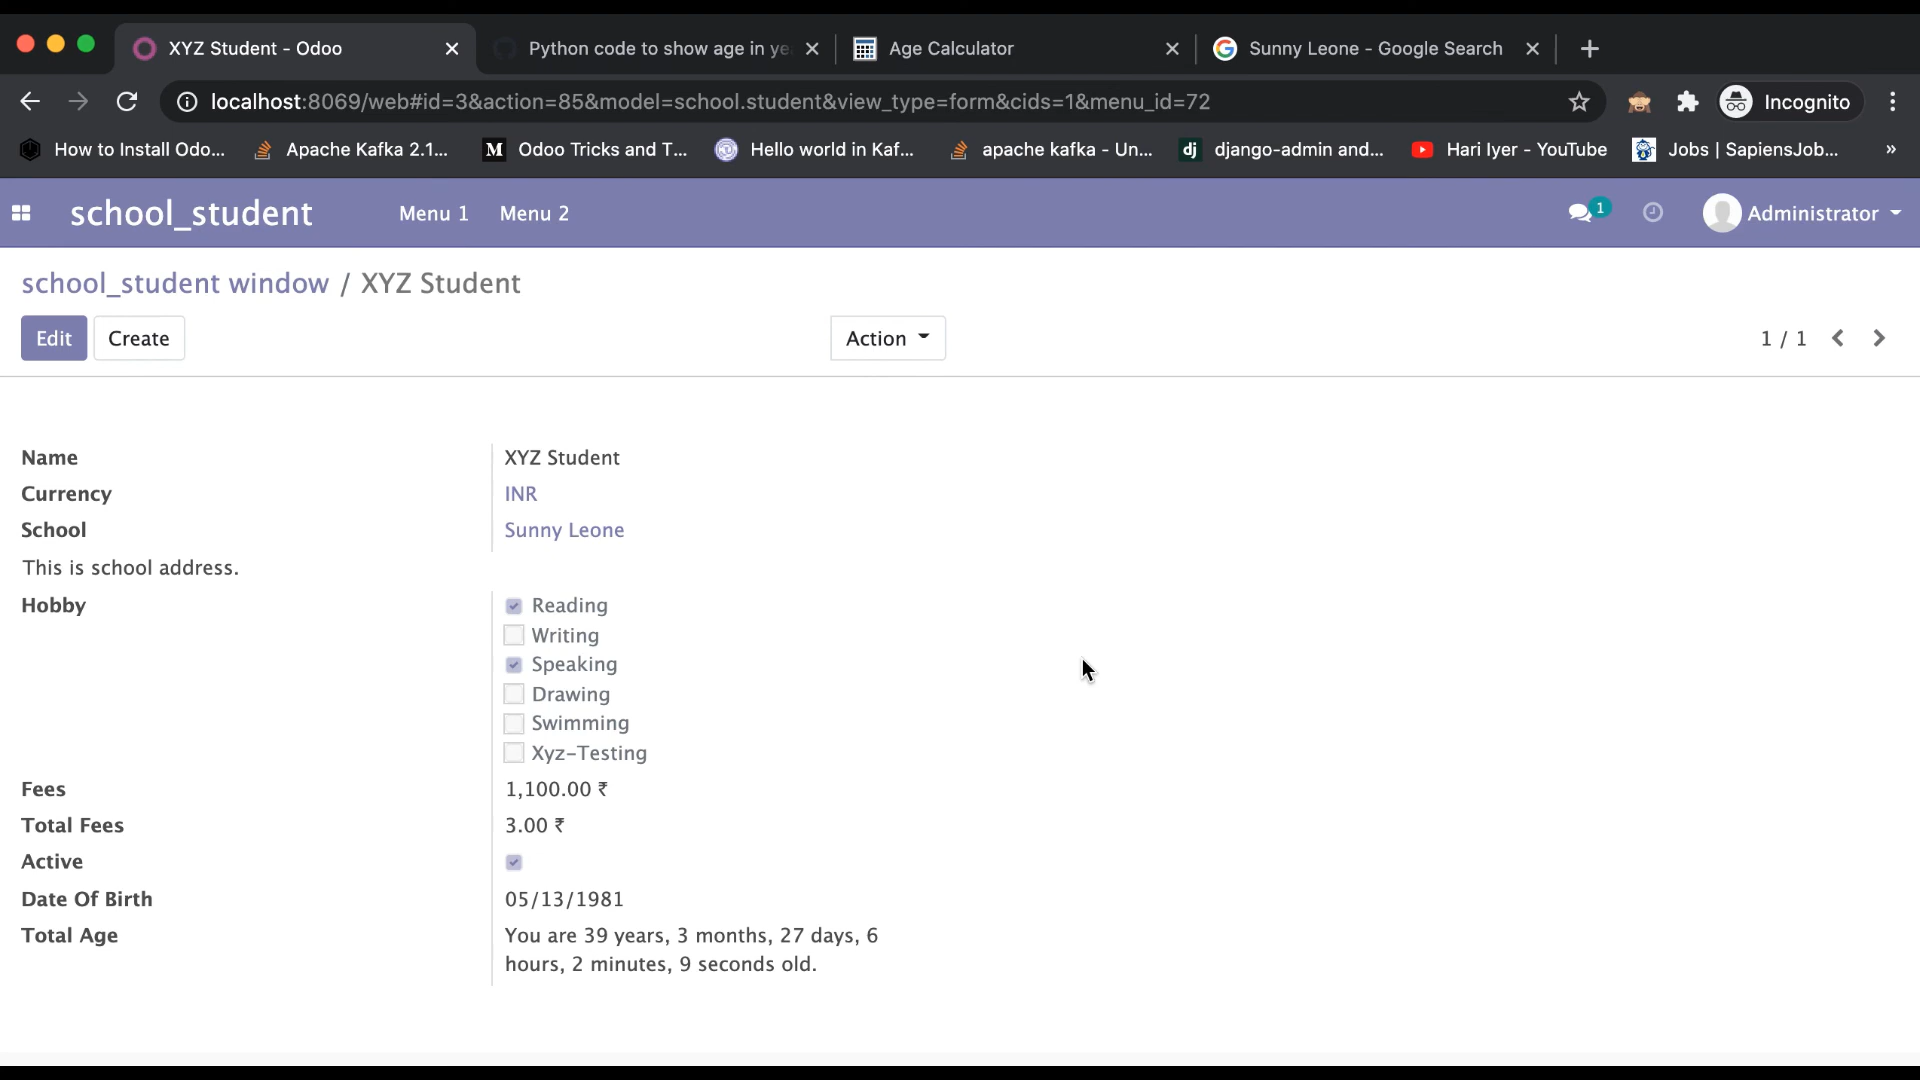 XYZ Student - Odoo
Python code to show age in ye
Age Calculator
Sunny Leone - Google Search
localhost:8069/web#id=3&action=85&model=school.student&view_type=form&cids=1&menu_id=72
Incognito
How to Install Odo...
Apache Kafka 2.1...
M Odoo Tricks and T...
Hello world in Kaf...
apache kafka - Un...
dj django-admin and...
Hari Iyer - YouTube
Jobs | SapiensJob...
»
school_student
Menu 1
Menu 2
1
Administrator
school_student window / XYZ Student
Edit
Create
Action
1 / 1
Name XYZ Student
Currency INR
School Sunny Leone
This is school address.
Hobby Reading
Writing
Speaking
Drawing
Swimming
Xyz-Testing
Fees 1,100.00 ₹
Total Fees 3.00 ₹
Active
Date Of Birth 05/13/1981
Total Age You are 39 years, 3 months, 27 days, 6
hours, 2 minutes, 9 seconds old.